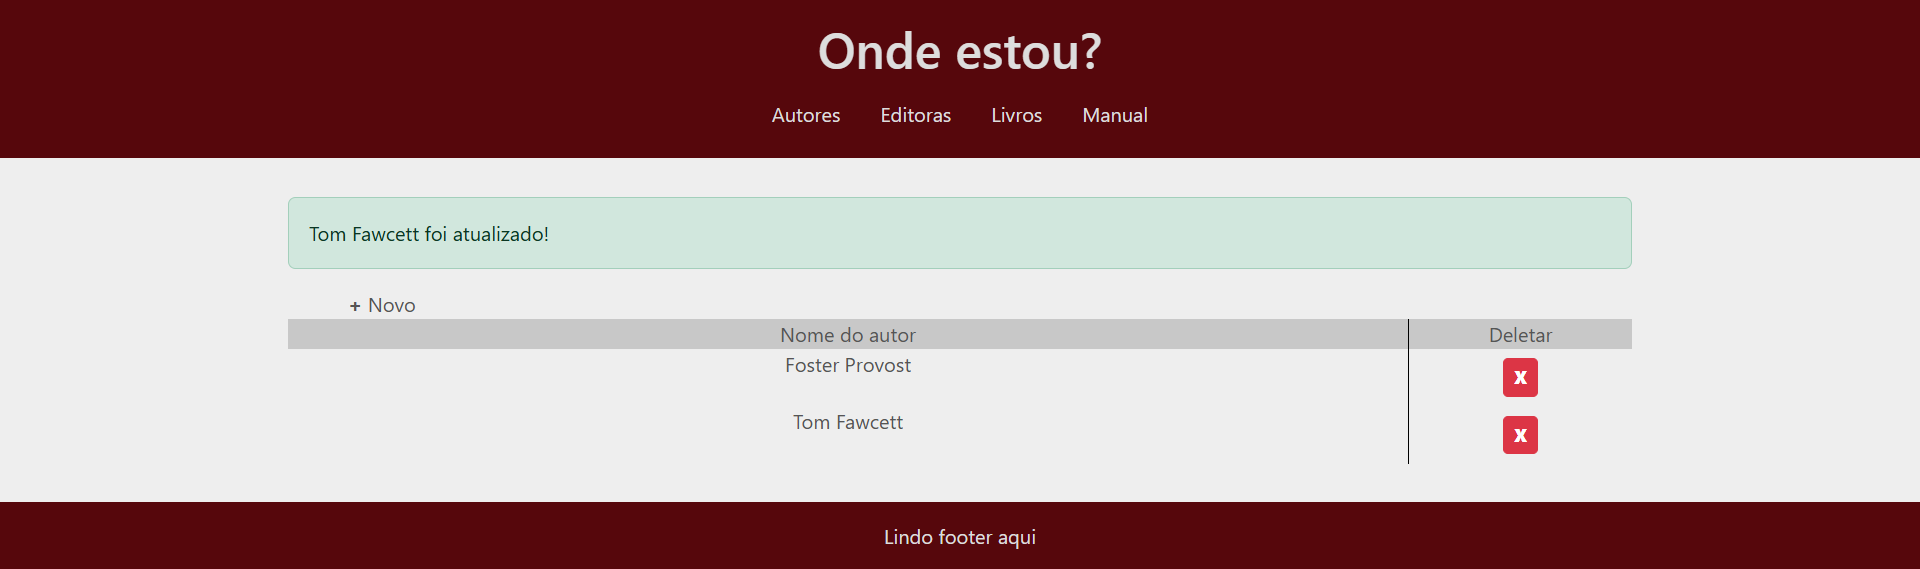 Onde estou?
Autores Editoras Livros Manual
Tom Fawcett foi atualizado!
+ Novo
Nome do autor Deletar
Foster Provost X
Tom Fawcett X
Lindo footer aqui